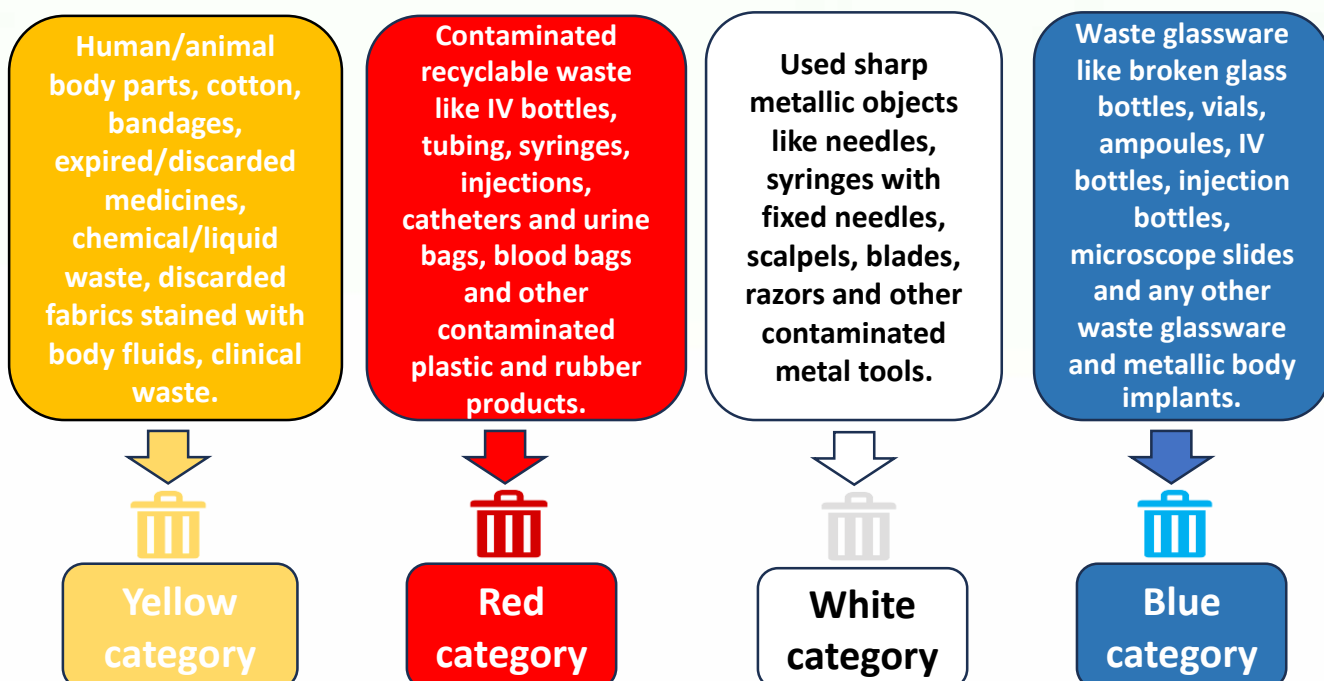 Human/animal
body parts, cotton,
bandages,
expired/discarded
medicines,
chemical/liquid
waste, discarded
fabrics stained with
body fluids, clinical
waste.
Contaminated
recyclable waste
like IV bottles,
tubing, syringes,
injections,
catheters and urine
bags, blood bags
and other
contaminated
plastic and rubber
products.
Used sharp
metallic objects
like needles,
syringes with
fixed needles,
scalpels, blades,
razors and other
contaminated
metal tools.
Waste glassware
like broken glass
bottles, vials,
ampoules, IV
bottles, injection
bottles,
microscope slides
and any other
waste glassware
and metallic body
implants.
Yellow
category
Red
category
White
category
Blue
category